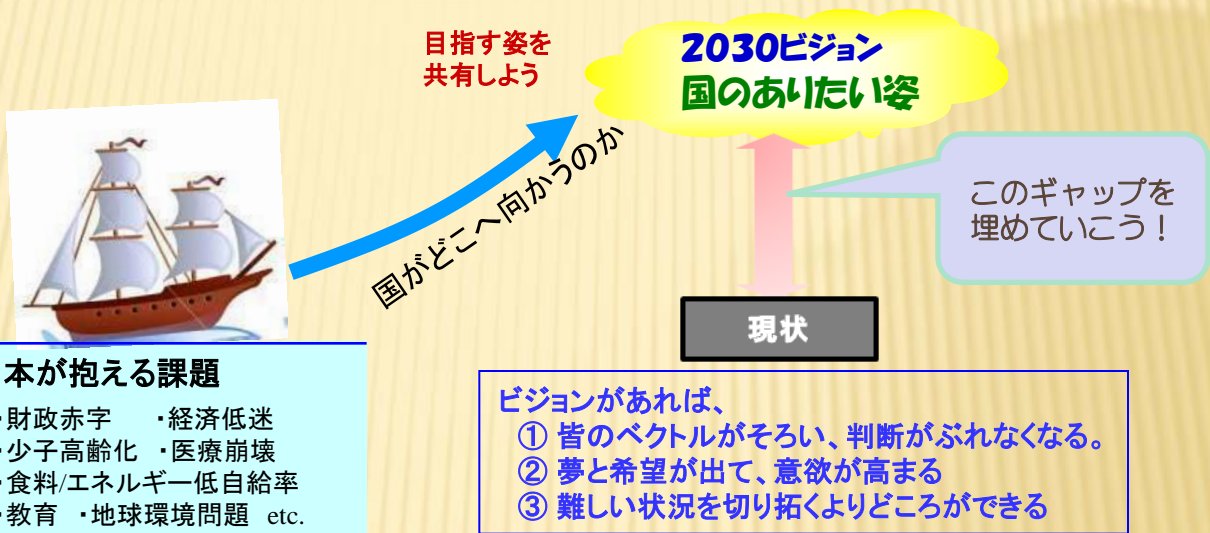 目指す姿を
共有しよう
2030ビジョン
国のありたい姿
国がどこへ向かうのか
このギャップを
埋めていこう！
現状
本が抱える課題
・財政赤字 ・経済低迷
・少子高齢化 ・医療崩壊
・食料/エネルギー低自給率
・教育 ・地球環境問題 etc.
ビジョンがあれば、
① 皆のベクトルがそろい、判断がぶれなくなる。
② 夢と希望が出て、意欲が高まる
③ 難しい状況を切り拓くよりどころができる